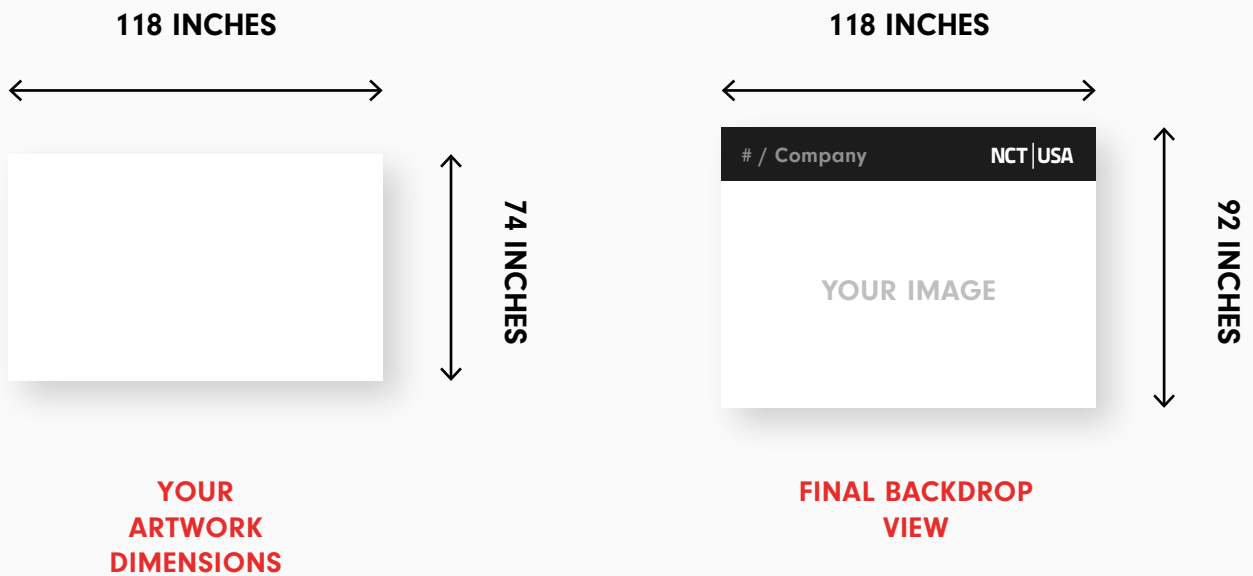 118 INCHES
74 INCHES
YOUR
ARTWORK
DIMENSIONS
118 INCHES
# / Company
NCT|USA
YOUR IMAGE
92 INCHES
FINAL BACKDROP
VIEW